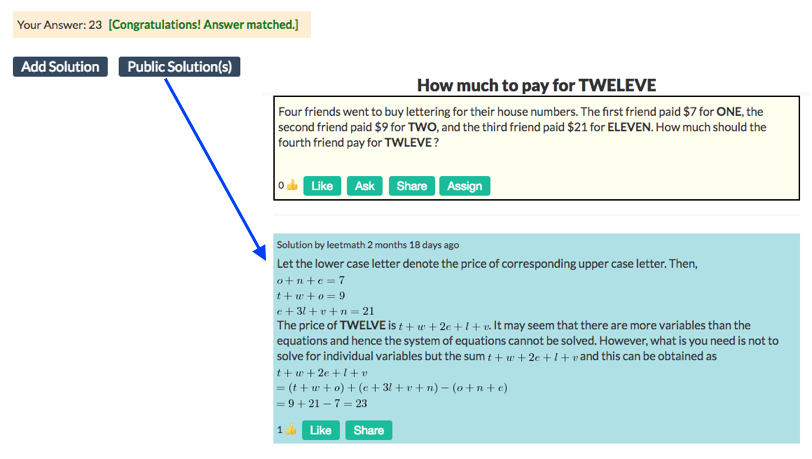 Your Answer: 23 [Congratulations! Answer matched.]
Add Solution Public Solution(s)
How much to pay for TWELEVE
Four friends went to buy lettering for their house numbers. The first friend paid $7 for ONE, the
second friend paid $9 for TWO, and the third friend paid $21 for ELEVEN. How much should the
fourth friend pay for TWLEVE ?
0 👍 Like Ask Share Assign
Solution by leetmath 2 months 18 days ago
Let the lower case letter denote the price of corresponding upper case letter. Then,
o + n + e = 7
t + w + o = 9
e + 3l + v + n = 21
The price of TWELVE is t + w + 2e + l + v. It may seem that there are more variables than the
equations and hence the system of equations cannot be solved. However, what is you need is not to
solve for individual variables but the sum t + w + 2e + l + v and this can be obtained as
t + w + 2e + l + v
= (t + w + o) + (e + 3l + v + n) − (o + n + e)
= 9 + 21 − 7 = 23
1 👍 Like Share